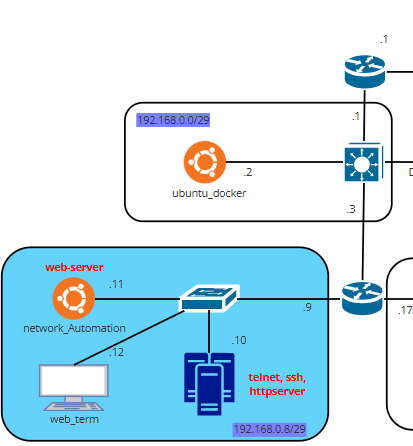 .1
192.168.0.0/29
.1
.2
ubuntu_docker
.3
web-server
.11
network_Automation
.9
.17
.12
.10
web_term
telnet, ssh,
httpserver
192.168.0.8/29